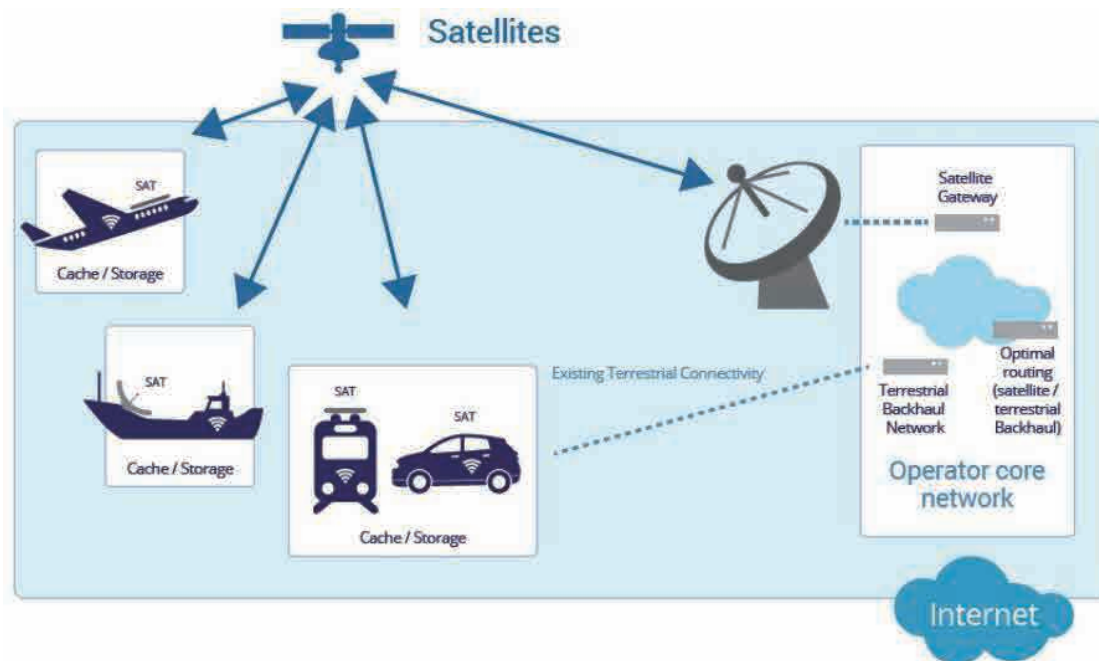 Satellites
SAT
Cache / Storage
SAT
Cache / Storage
SAT
SAT
Cache / Storage
Existing Terrestrial Connectivity
Satellite
Gateway
Terrestrial
Backhaul
Network
Optimal
routing
(satellite /
terrestrial
Backhaul)
Operator core
network
Internet